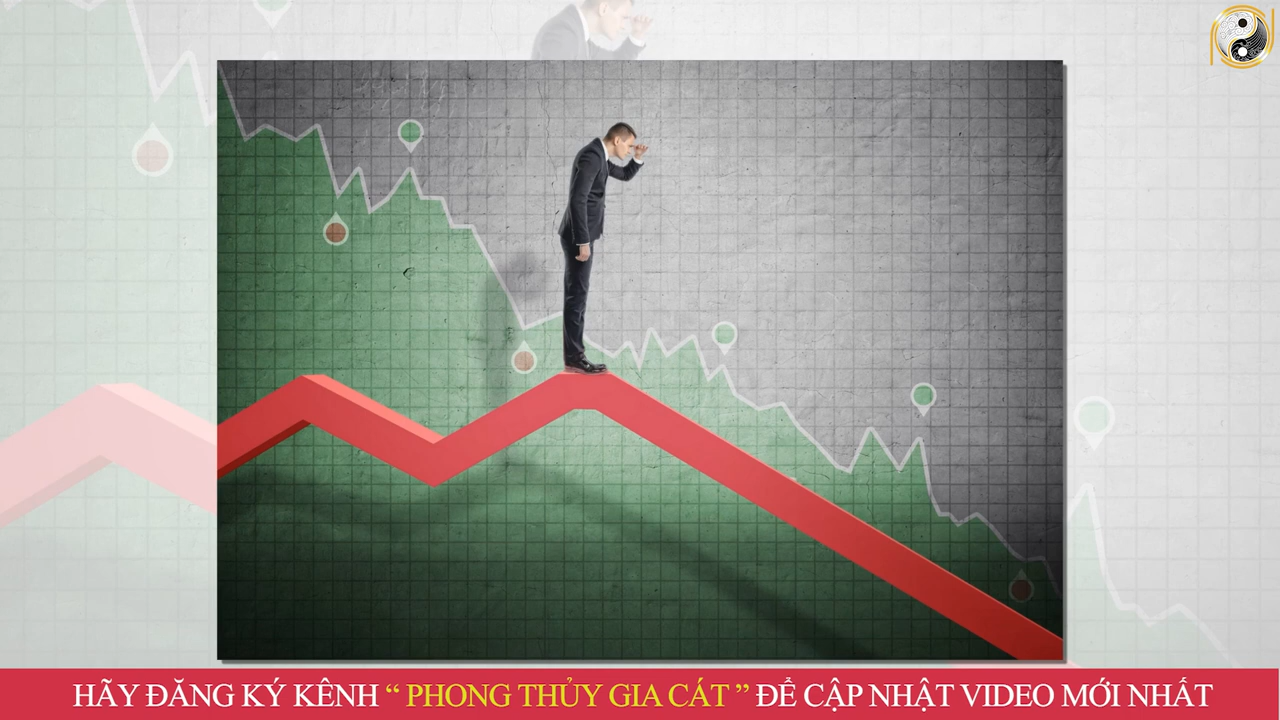 HÃY ĐĂNG KÝ KÊNH “ PHONG THỦY GIA CÁT ” ĐỂ CẬP NHẬT VIDEO MỚI NHẤT